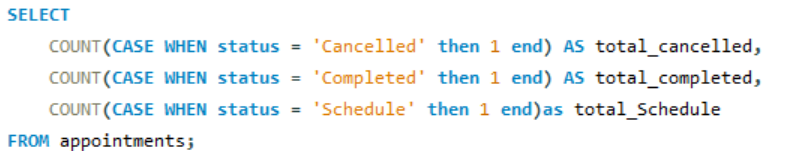 SELECT
    COUNT(CASE WHEN status = 'Cancelled' then 1 end) AS total_cancelled,
    COUNT(CASE WHEN status = 'Completed' then 1 end) AS total_completed,
    COUNT(CASE WHEN status = 'Schedule' then 1 end)as total_Schedule
FROM appointments;